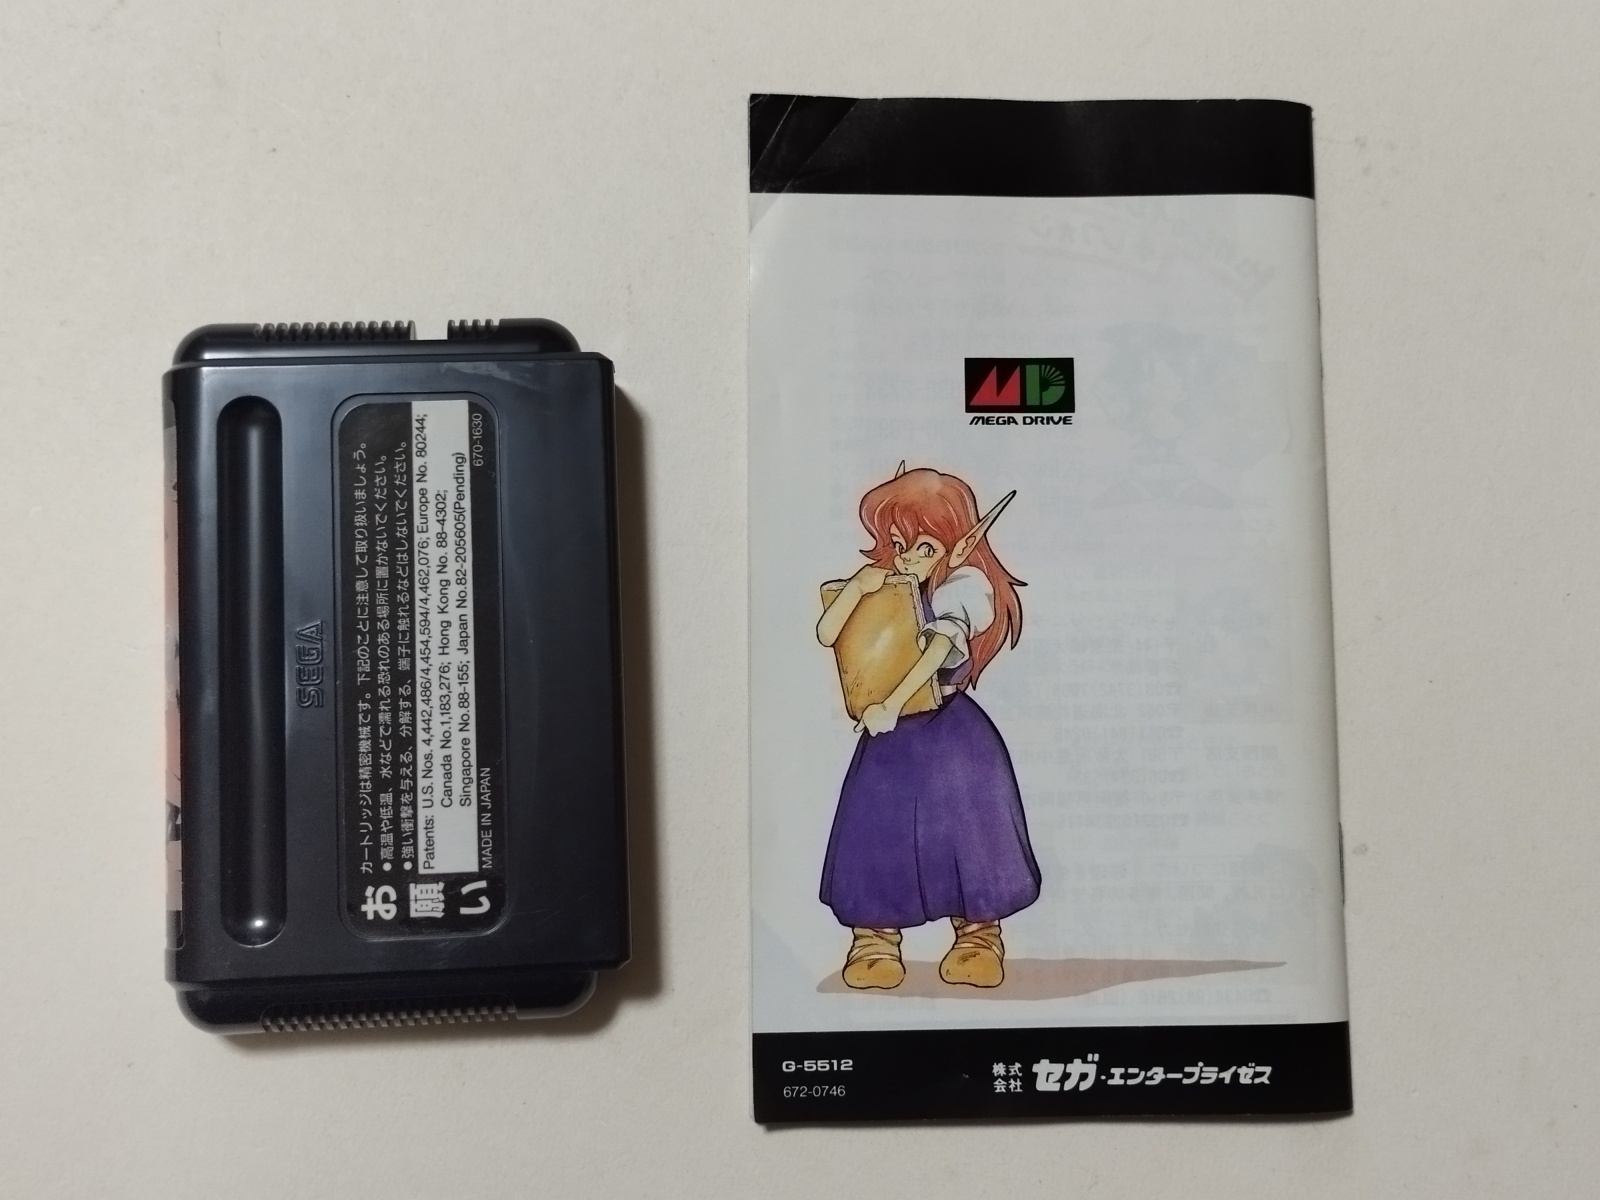 SEGA
お願い
カートリッジは精密機械です。下記のことに注意して取り扱いましょう。
●高温や低温、水などで濡れる恐れのある場所に置かないでください。
●強い衝撃を与える、分解する、端子に触れるなどはしないでください。
Patents: U.S. Nos. 4,442,486/4,454,594/4,462,076; Europe No. 80244;
Canada No.1,183,276; Hong Kong No. 88-4302;
Singapore No.88-155; Japan No.82-205605(Pending)
MADE IN JAPAN
670-1630
MD
MEGA DRIVE
G-5512
672-0746
株式会社 セガ・エンタープライゼス